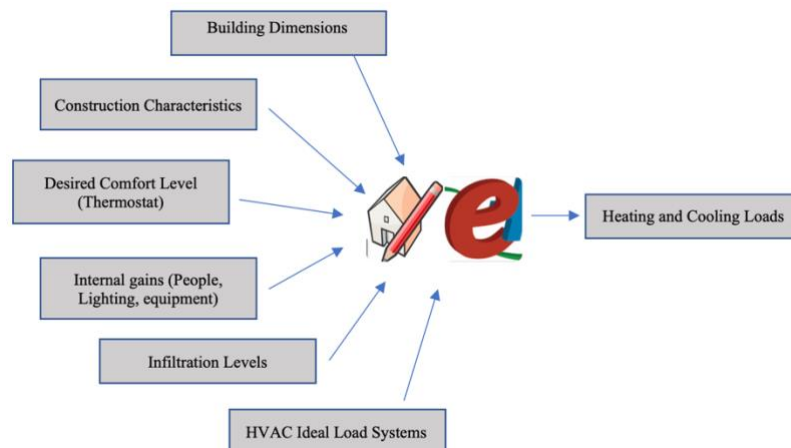 Building Dimensions
Construction Characteristics
Desired Comfort Level
(Thermostat)
Internal gains (People,
Lighting, equipment)
Infiltration Levels
HVAC Ideal Load Systems
e
Heating and Cooling Loads